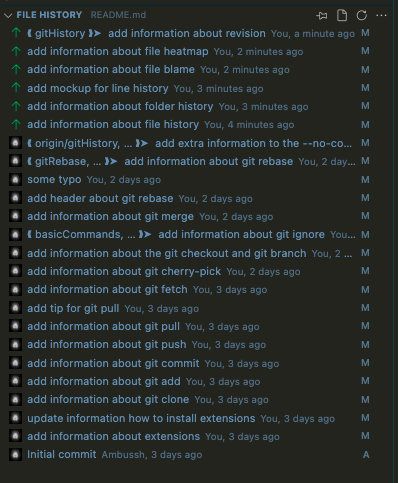 FILE HISTORY README.md
⟪ gitHistory ⟫➤ add information about revision You, a minute ago M
add information about file heatmap You, 2 minutes ago M
add information about file blame You, 2 minutes ago M
add mockup for line history You, 3 minutes ago M
add information about folder history You, 3 minutes ago M
add information about file history You, 4 minutes ago M
⟪ origin/gitHistory, ... ⟫➤ add extra information to the --no-co... M
⟪ gitRebase, ... ⟫➤ add information about git rebase You, 2 day... M
some typo You, 2 days ago M
add header about git rebase You, 2 days ago M
add information about git merge You, 2 days ago M
⟪ basicCommands, ... ⟫➤ add information about git ignore You... M
add information about the git checkout and git branch You, 2 ... M
add information about git cherry-pick You, 2 days ago M
add information about git fetch You, 3 days ago M
add tip for git pull You, 3 days ago M
add information about git pull You, 3 days ago M
add information about git push You, 3 days ago M
add information about git commit You, 3 days ago M
add information about git add You, 3 days ago M
add information about git clone You, 3 days ago M
update information how to install extensions You, 3 days ago M
add information about extensions You, 3 days ago M
Initial commit Ambussh, 3 days ago A